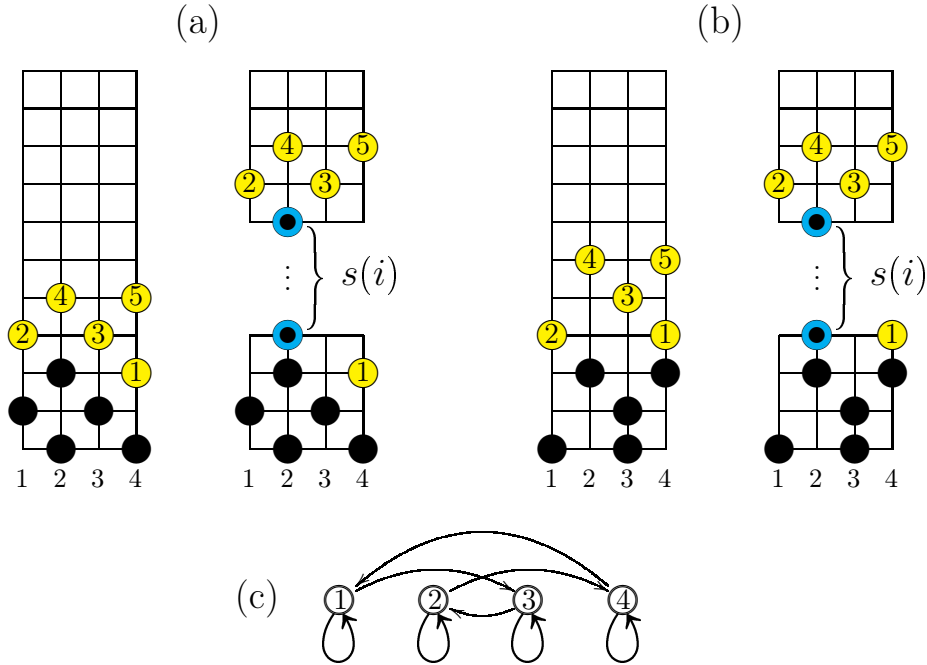 (a) (b)
4 5 4 5
2 3 2 3
4 5
⋮ s(i) ⋮ s(i)
4 5 3
2 3 2 1 1
1 1
1 2 3 4 1 2 3 4 1 2 3 4 1 2 3 4
(c) 1 2 3 4